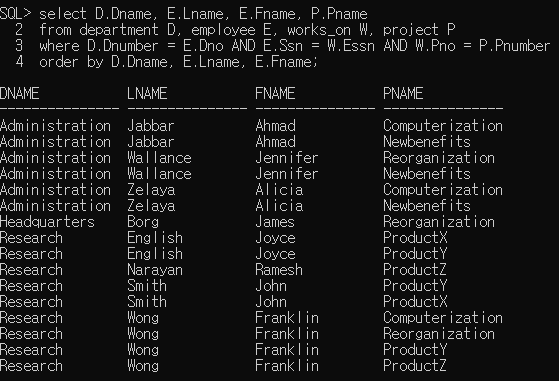 SQL> select D.Dname, E.Lname, E.Fname, P.Pname
  2  from department D, employee E, works_on W, project P
  3  where D.Dnumber = E.Dno AND E.Ssn = W.Essn AND W.Pno = P.Pnumber
  4  order by D.Dname, E.Lname, E.Fname;
DNAME           LNAME           FNAME           PNAME
--------------- --------------- --------------- ---------------
Administration  Jabbar          Ahmad           Computerization
Administration  Jabbar          Ahmad           Newbenefits
Administration  Wallance        Jennifer        Reorganization
Administration  Wallance        Jennifer        Newbenefits
Administration  Zelaya          Alicia          Computerization
Administration  Zelaya          Alicia          Newbenefits
Headquarters    Borg            James           Reorganization
Research        English         Joyce           ProductX
Research        English         Joyce           ProductY
Research        Narayan         Ramesh          ProductZ
Research        Smith           John            ProductY
Research        Smith           John            ProductX
Research        Wong            Franklin        Computerization
Research        Wong            Franklin        Reorganization
Research        Wong            Franklin        ProductY
Research        Wong            Franklin        ProductZ